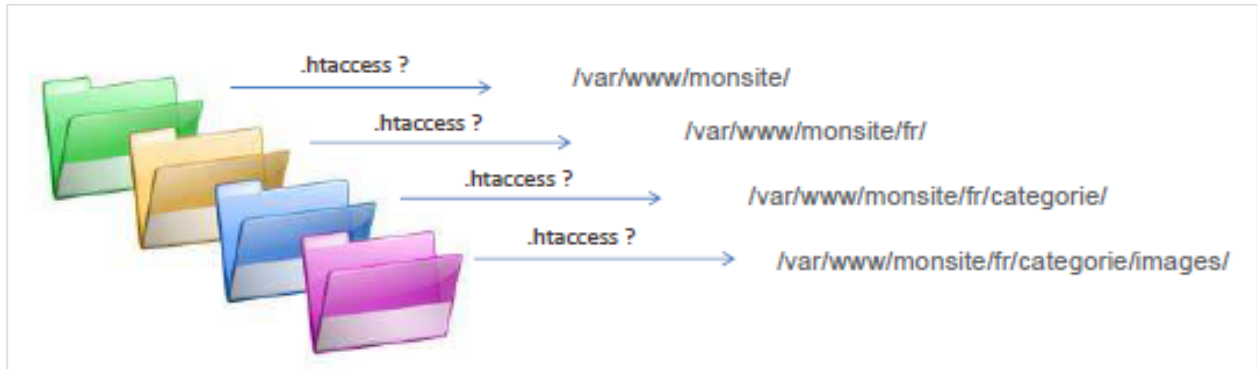 .htaccess ?
/var/www/monsite/
.htaccess ?
/var/www/monsite/fr/
.htaccess ?
/var/www/monsite/fr/categorie/
.htaccess ?
/var/www/monsite/fr/categorie/images/